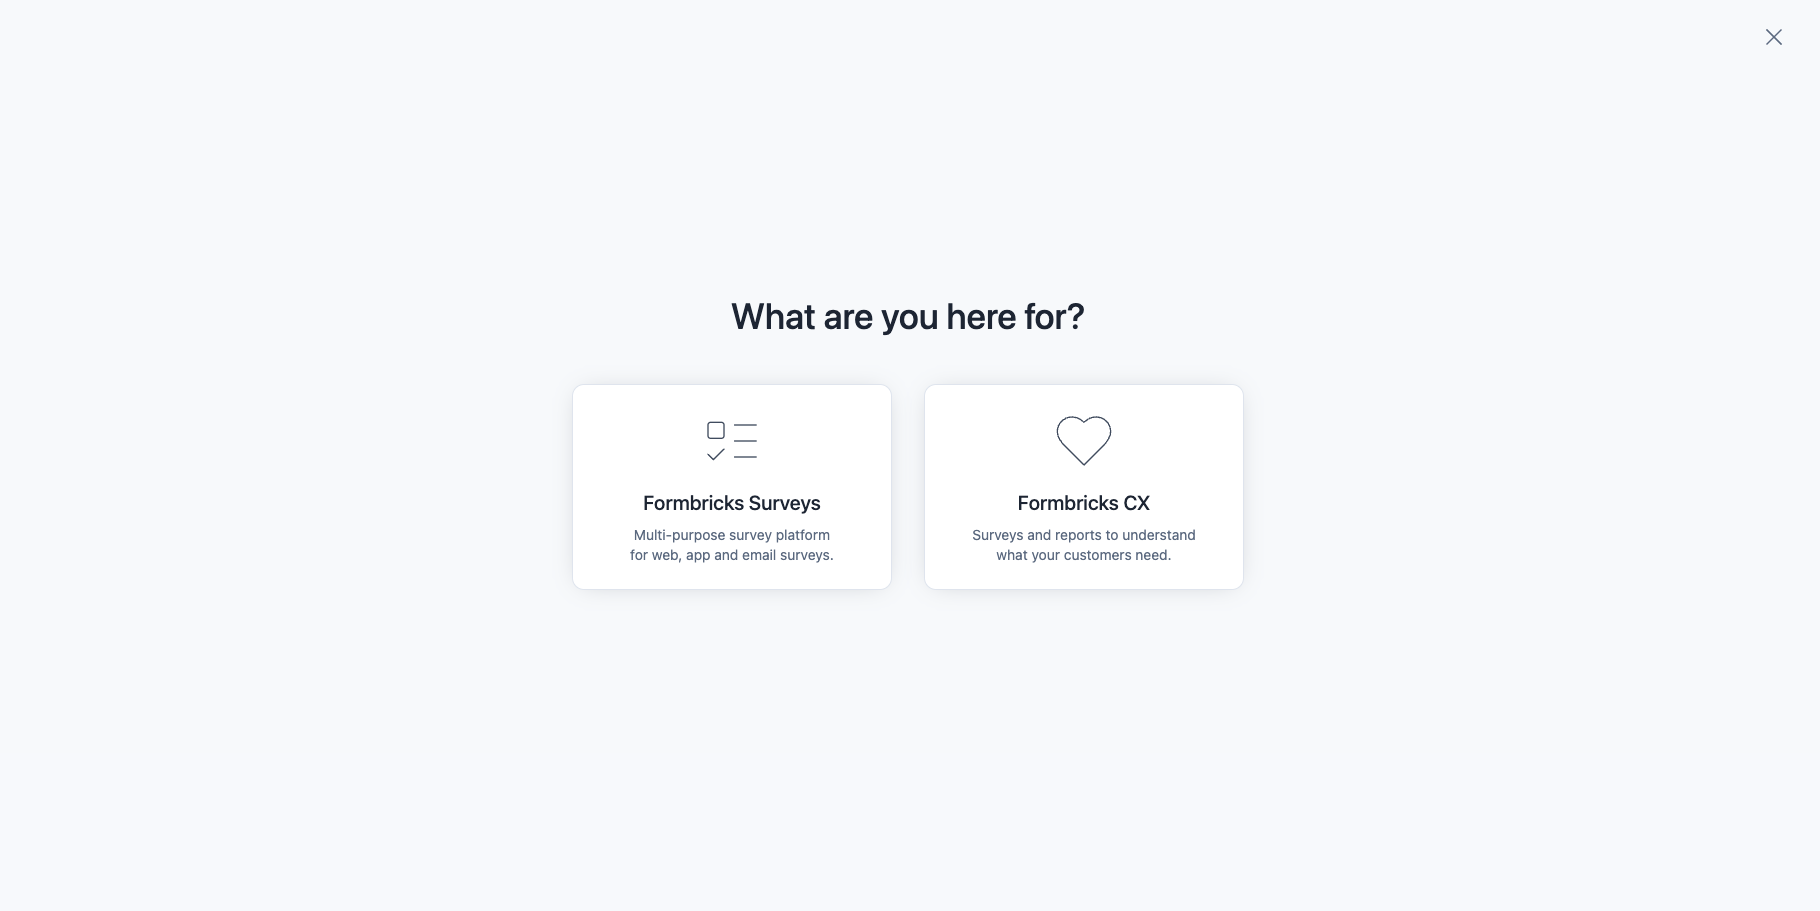 What are you here for?
Formbricks Surveys
Multi-purpose survey platform
for web, app and email surveys.
Formbricks CX
Surveys and reports to understand
what your customers need.